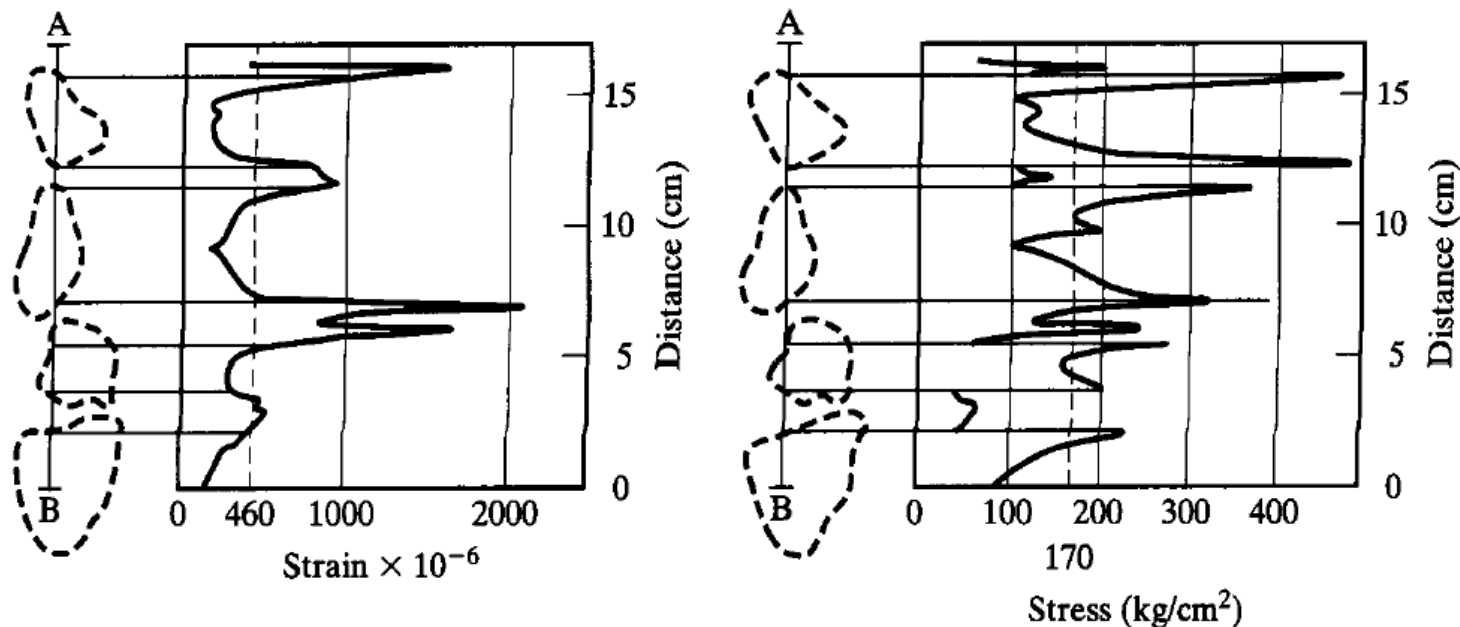 A
15
10
5
0
Distance (cm)
B
0 460 1000 2000
Strain × 10⁻⁶
A
15
10
5
0
Distance (cm)
B
0 100 200 300 400
170
Stress (kg/cm²)